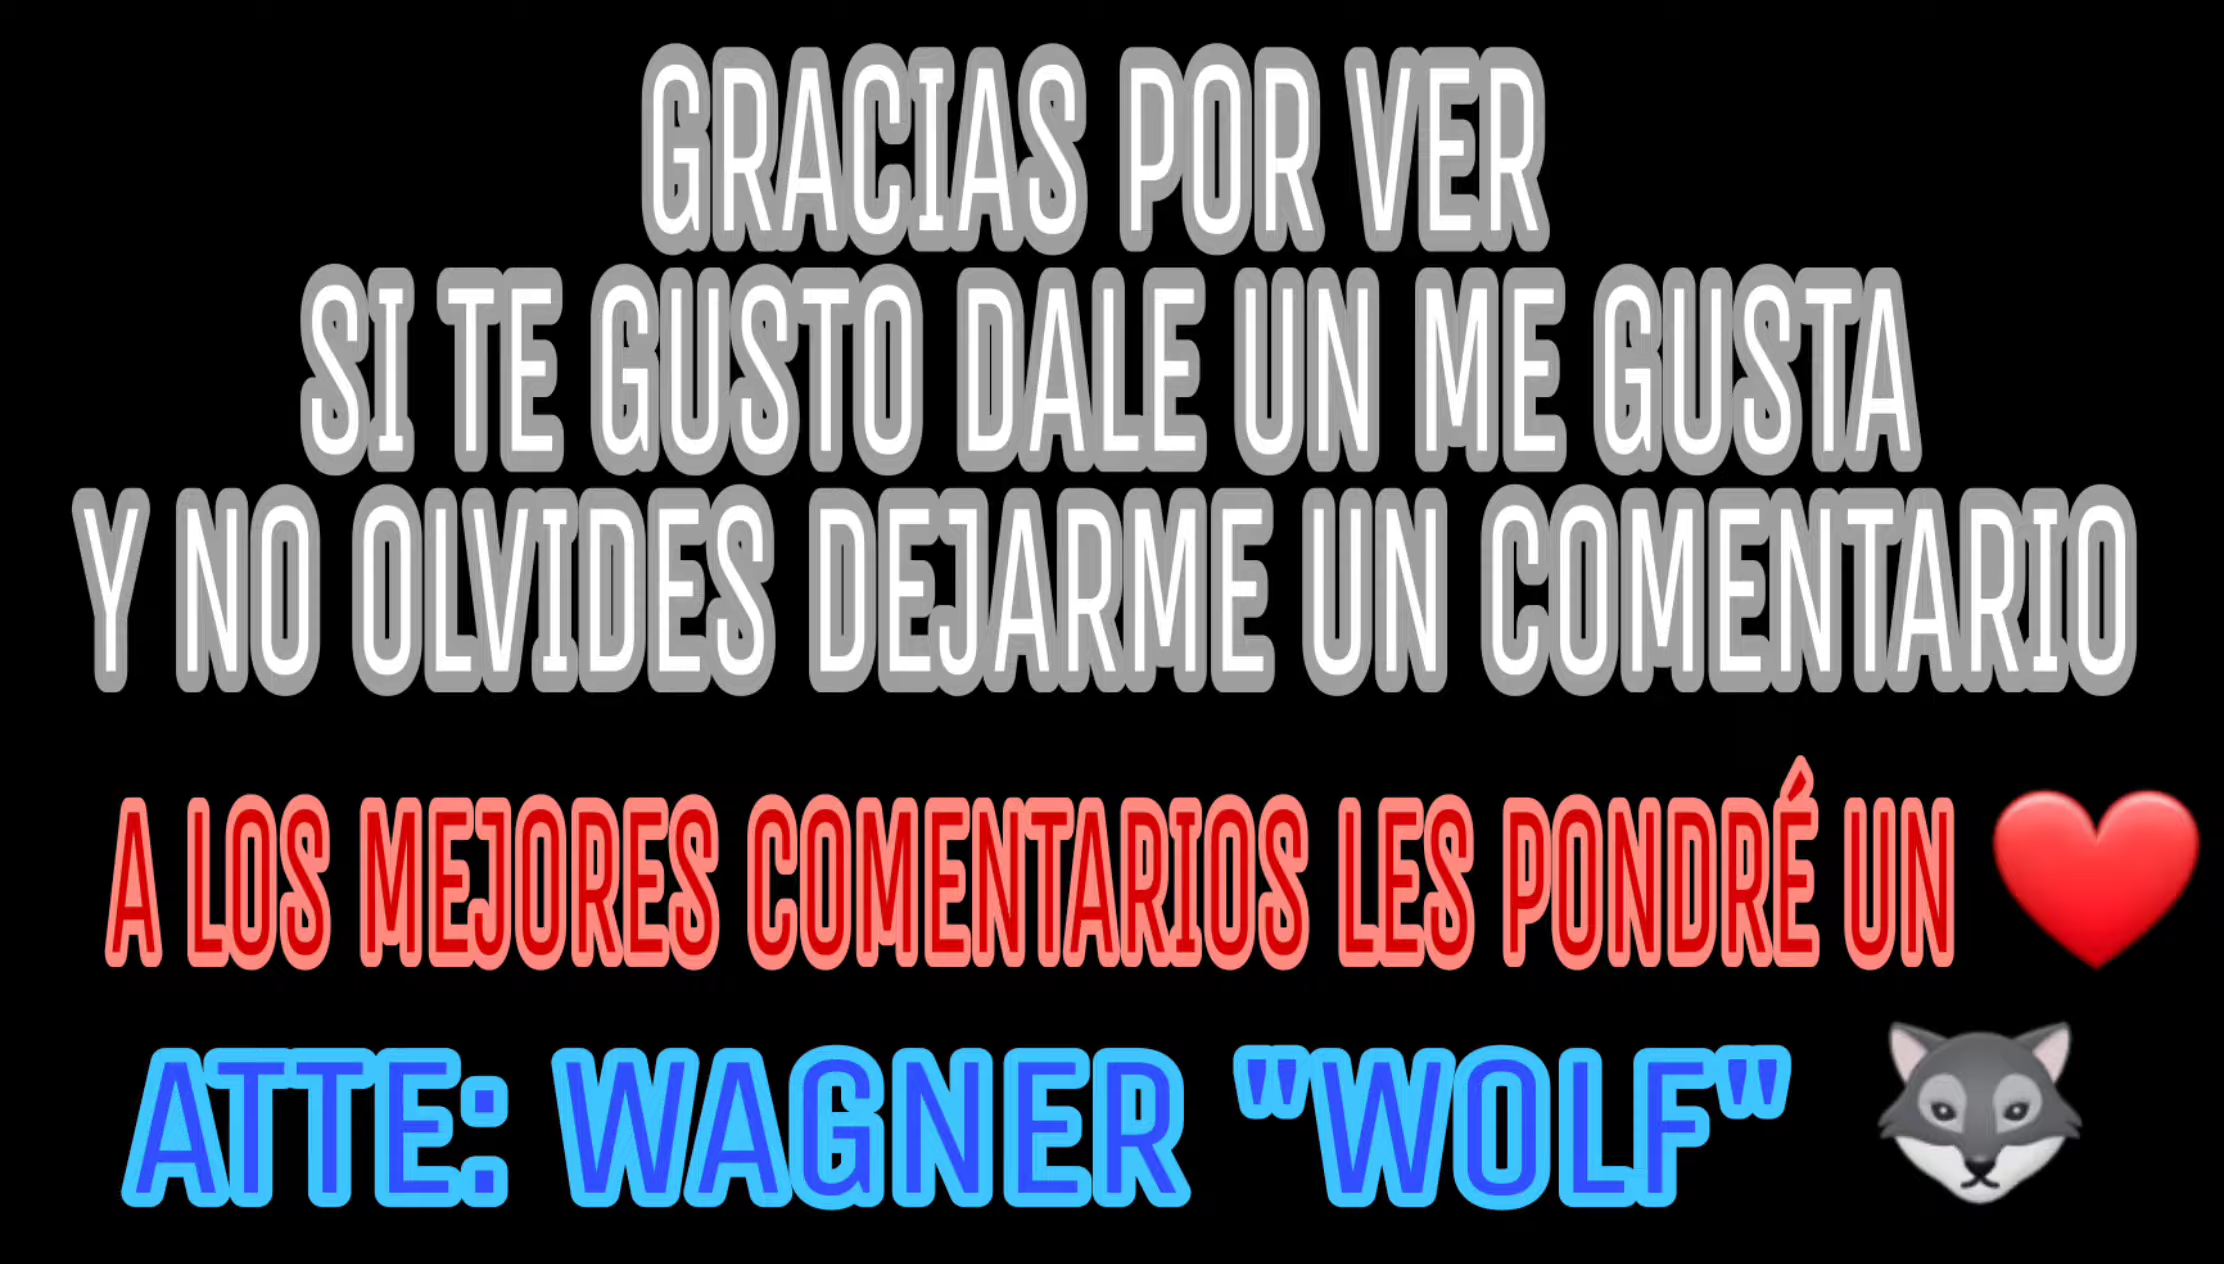 GRACIAS POR VER
SI TE GUSTO DALE UN ME GUSTA
Y NO OLVIDES DEJARME UN COMENTARIO
A LOS MEJORES COMENTARIOS LES PONDRÉ UN ❤️
ATTE: WAGNER "WOLF" 🐺